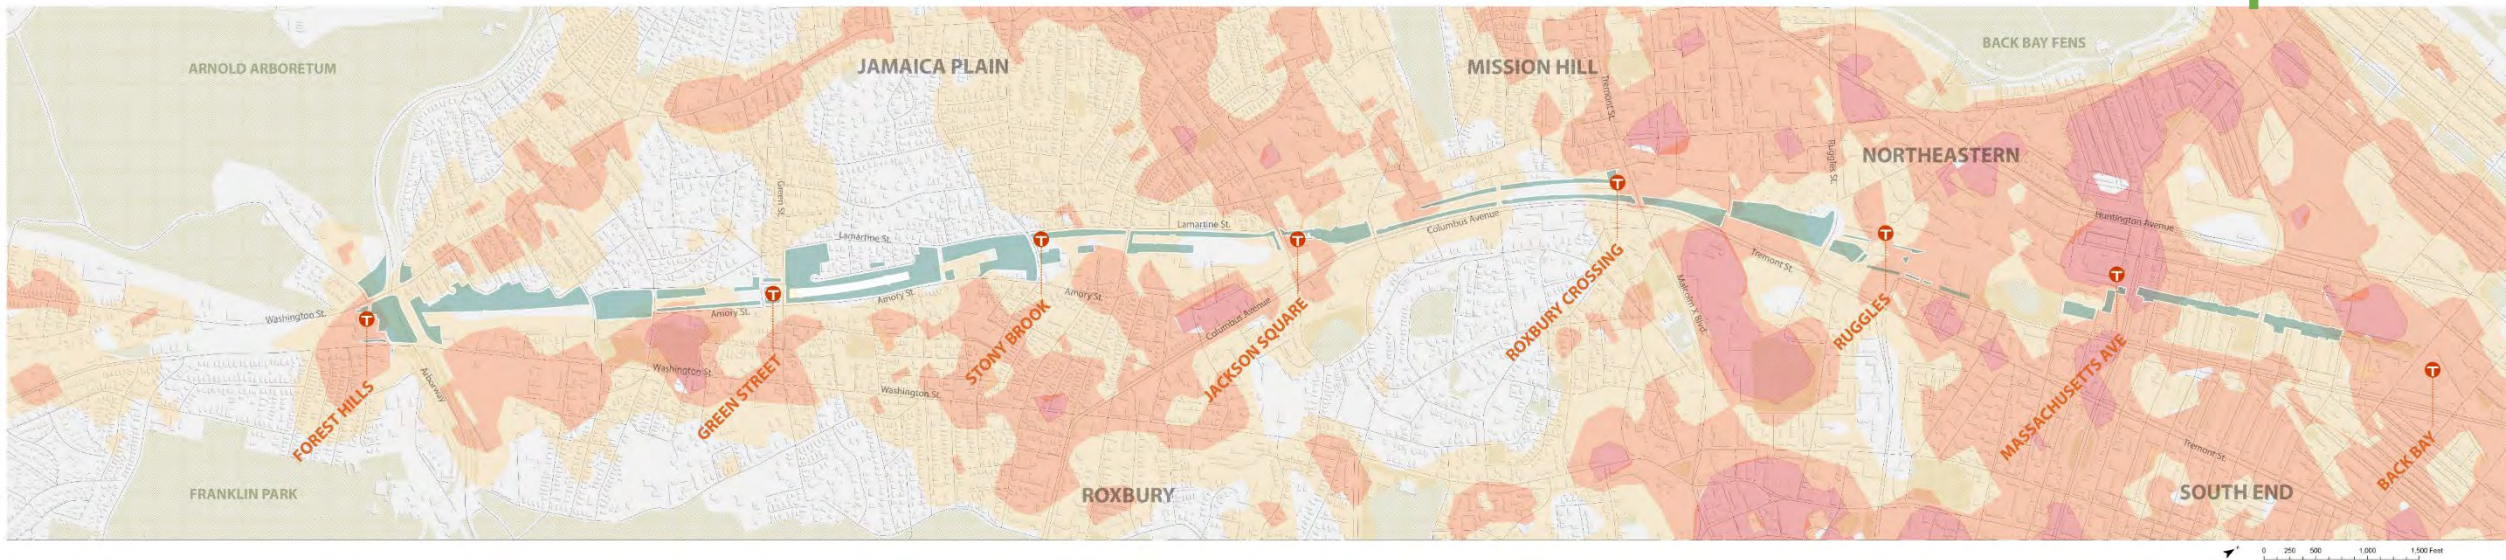 ARNOLD ARBORETUM
JAMAICA PLAIN
MISSION HILL
BACK BAY FENS
Tremont St.
Ruggles St.
NORTHEASTERN
Green St.
Huntington Avenue
Lamartine St.
Lamartine St.
Columbus Avenue
T
T
T
T
T
T
T
T
Tremont St.
Washington St.
Amory St.
Amory St.
Amory St.
Columbus Avenue
Malcolm X Blvd.
Arborway
Washington St.
Washington St.
FOREST HILLS
GREEN STREET
STONY BROOK
JACKSON SQUARE
ROXBURY CROSSING
RUGGLES
MASSACHUSETTS AVE
BACK BAY
Tremont St.
FRANKLIN PARK
ROXBURY
SOUTH END
0 250 500 1,000 1,500 Feet